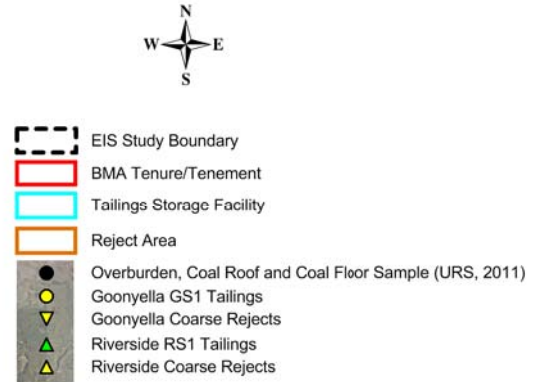 N
W E
S
EIS Study Boundary
BMA Tenure/Tenement
Tailings Storage Facility
Reject Area
Overburden, Coal Roof and Coal Floor Sample (URS, 2011)
Goonyella GS1 Tailings
Goonyella Coarse Rejects
Riverside RS1 Tailings
Riverside Coarse Rejects